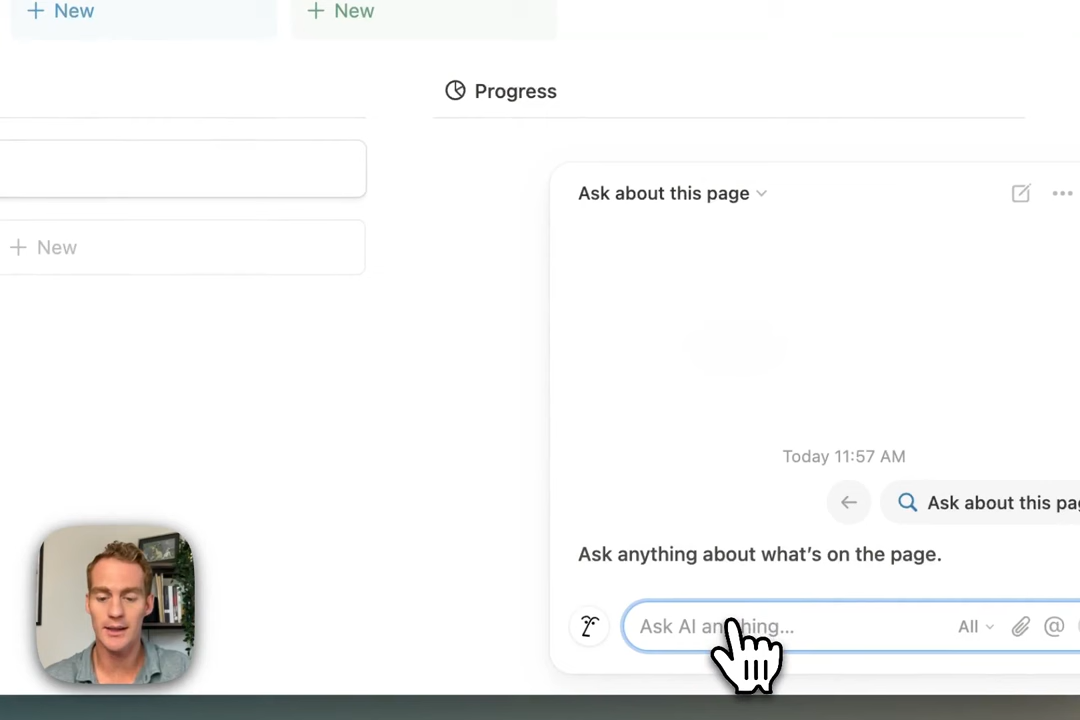 + New
+ New
Progress
Ask about this page
+ New
Today 11:57 AM
Ask about this pag
Ask anything about what's on the page.
Ask AI an hing...
All
@